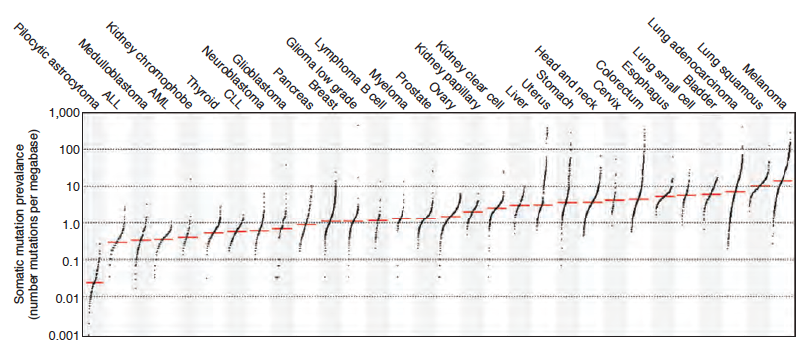 Pilocytic astrocytoma
ALL
Medulloblastoma
AML
Kidney chromophobe
Thyroid
CLL
Neuroblastoma
Glioblastoma
Pancreas
Breast
Glioma low grade
Lymphoma B cell
Myeloma
Prostate
Ovary
Kidney papillary
Kidney clear cell
Liver
Uterus
Stomach
Head and neck
Cervix
Colorectum
Esophagus
Lung small cell
Bladder
Lung adenocarcinoma
Lung squamous
Melanoma
Somatic mutation prevalance
(number mutations per megabase)
1,000
100
10
1.0
0.1
0.01
0.001